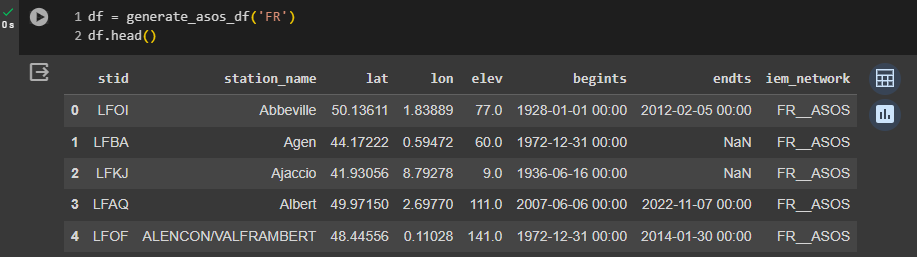 0s
1 df = generate_asos_df('FR')
2 df.head()
stid station_name lat lon elev begints endts iem_network
0 LFOI Abbeville 50.13611 1.83889 77.0 1928-01-01 00:00 2012-02-05 00:00 FR__ASOS
1 LFBA Agen 44.17222 0.59472 60.0 1972-12-31 00:00 NaN FR__ASOS
2 LFKJ Ajaccio 41.93056 8.79278 9.0 1936-06-16 00:00 NaN FR__ASOS
3 LFAQ Albert 49.97150 2.69770 111.0 2007-06-06 00:00 2022-11-07 00:00 FR__ASOS
4 LFOF ALENCON/VALFRAMBERT 48.44556 0.11028 141.0 1972-12-31 00:00 2014-01-30 00:00 FR__ASOS